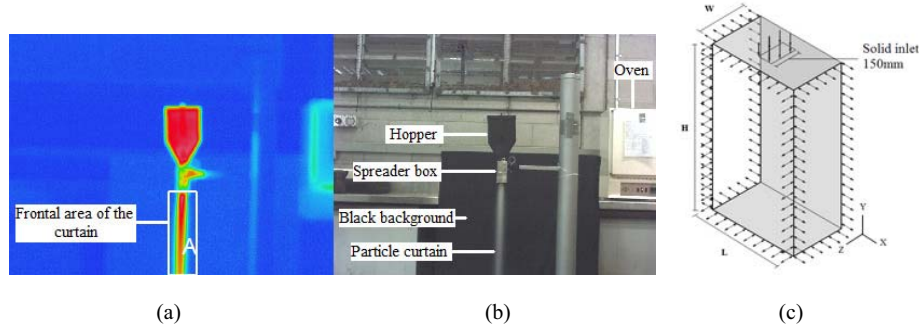 Frontal area of the
curtain
A
(a)
Oven
Hopper
Spreader box
Black background
Particle curtain
(b)
W
Solid inlet
150mm
H
Y
X
Z
L
(c)